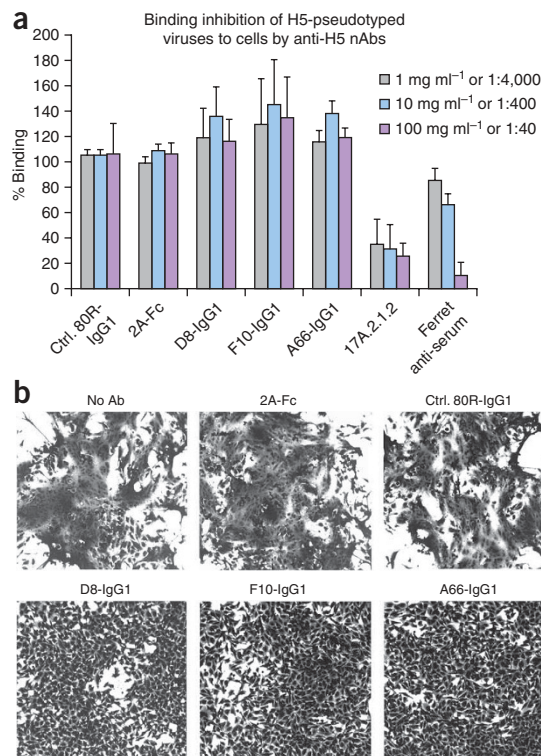 a
Binding inhibition of H5-pseudotyped
viruses to cells by anti-H5 nAbs
180
160
140
120
100
80
60
40
20
0
% Binding
1 mg ml⁻¹ or 1:4,000
10 mg ml⁻¹ or 1:400
100 mg ml⁻¹ or 1:40
Ctrl. 80R-
IgG1
2A-Fc
D8-IgG1
F10-IgG1
A66-IgG1
17A.2.1.2
Ferret
anti-serum
b
No Ab
2A-Fc
Ctrl. 80R-IgG1
D8-IgG1
F10-IgG1
A66-IgG1